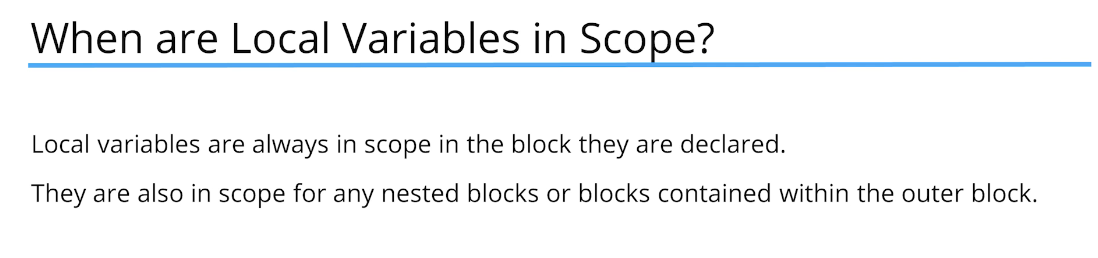 When are Local Variables in Scope?
Local variables are always in scope in the block they are declared.
They are also in scope for any nested blocks or blocks contained within the outer block.